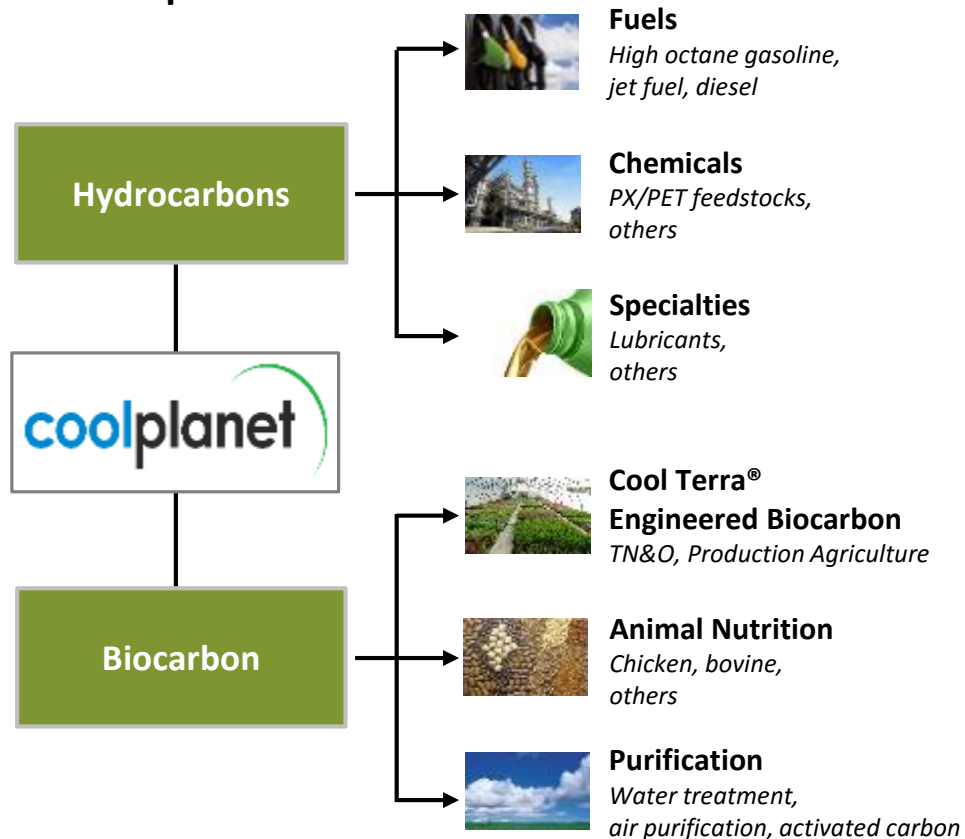 Fuels
High octane gasoline,
jet fuel, diesel
Hydrocarbons
Chemicals
PX/PET feedstocks,
others
Specialties
Lubricants,
others
coolplanet
Cool Terra®
Engineered Biocarbon
TN&O, Production Agriculture
Biocarbon
Animal Nutrition
Chicken, bovine,
others
Purification
Water treatment,
air purification, activated carbon